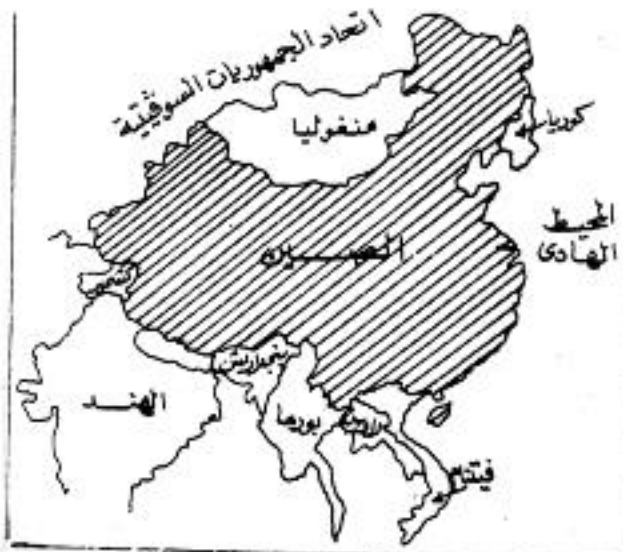 اتحاد الجمهوريات السوفيتية
منغوليا
كوريا
المحيط
الهادى
الصين
الهند
بورما
فيتنام